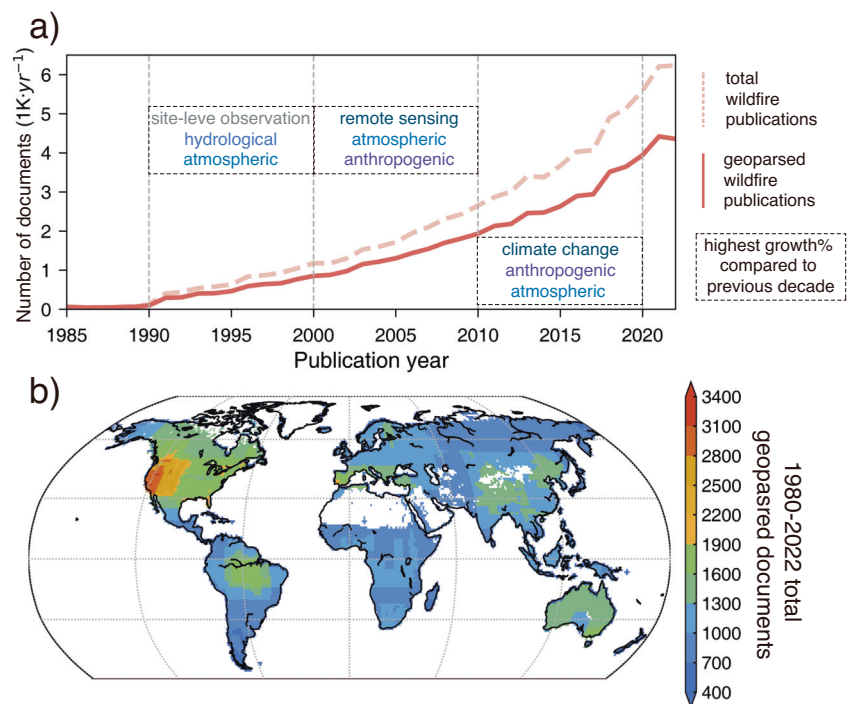 a)
Number of documents (1K·yr⁻¹)
6
5
4
3
2
1
0
site-leve observation
hydrological
atmospheric
remote sensing
atmospheric
anthropogenic
climate change
anthropogenic
atmospheric
1985
1990
1995
2000
2005
2010
2015
2020
Publication year
total
wildfire
publications
geoparsed
wildfire
publications
highest growth%
compared to
previous decade
b)
3400
3100
2800
2500
2200
1900
1600
1300
1000
700
400
1980-2022 total
geopasred documents